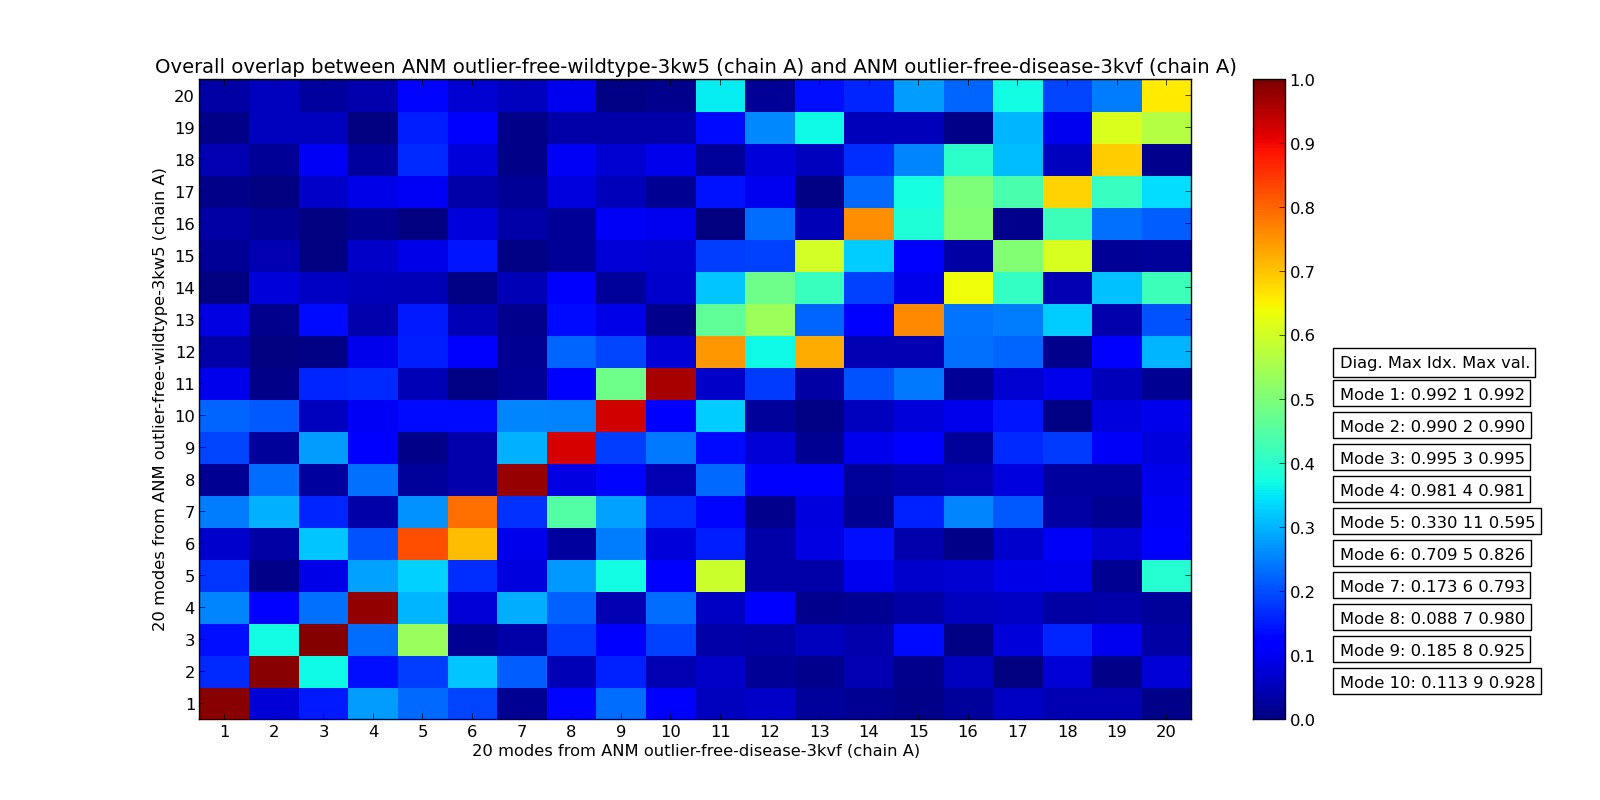 Overall overlap between ANM outlier-free-wildtype-3kw5 (chain A) and ANM outlier-free-disease-3kvf (chain A)
20 modes from ANM outlier-free-wildtype-3kw5 (chain A)
20
19
18
17
16
15
14
13
12
11
10
9
8
7
6
5
4
3
2
1
1 2 3 4 5 6 7 8 9 10 11 12 13 14 15 16 17 18 19 20
20 modes from ANM outlier-free-disease-3kvf (chain A)
1.0
0.9
0.8
0.7
0.6
0.5
0.4
0.3
0.2
0.1
0.0
Diag. Max Idx. Max val.
Mode 1: 0.992 1 0.992
Mode 2: 0.990 2 0.990
Mode 3: 0.995 3 0.995
Mode 4: 0.981 4 0.981
Mode 5: 0.330 11 0.595
Mode 6: 0.709 5 0.826
Mode 7: 0.173 6 0.793
Mode 8: 0.088 7 0.980
Mode 9: 0.185 8 0.925
Mode 10: 0.113 9 0.928